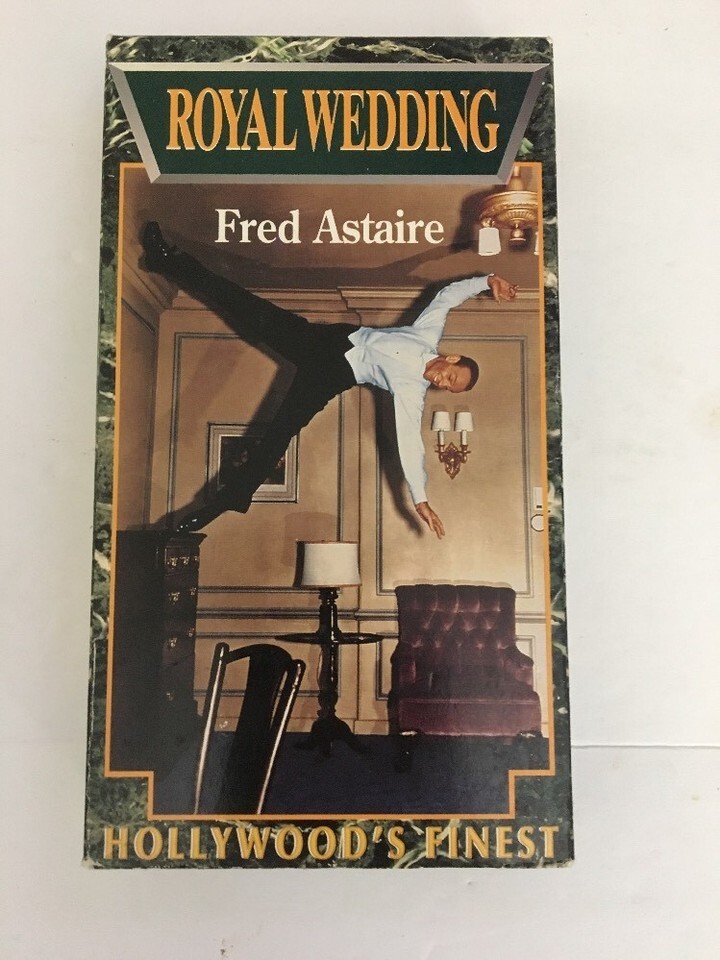 ROYAL WEDDING
Fred Astaire
HOLLYWOOD'S FINEST